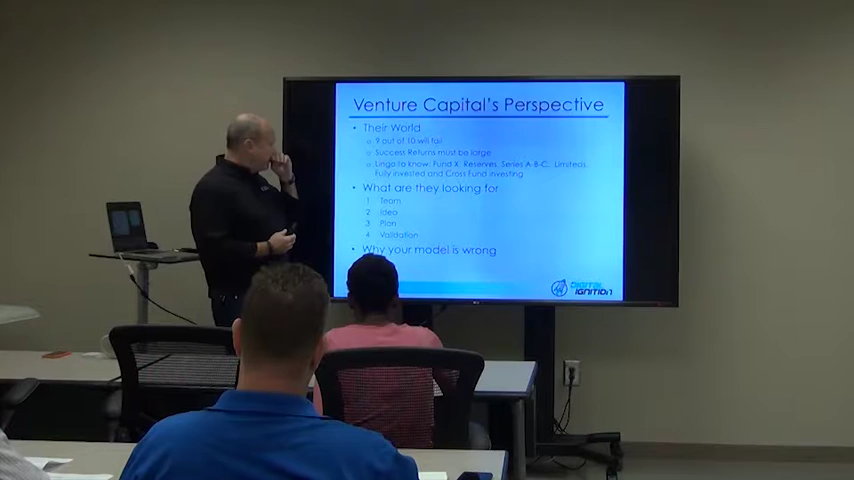 Venture Capital's Perspective
• Their World
o 9 out of 10 will fail
o Success Returns must be large
o Lingo to know: Fund X, Reserves, Series A-B-C, Limiteds,
Fully invested and Cross Fund investing
• What are they looking for
1 Team
2 Idea
3 Plan
4 Validation
• Why your model is wrong
DIGITAL
IGNITION